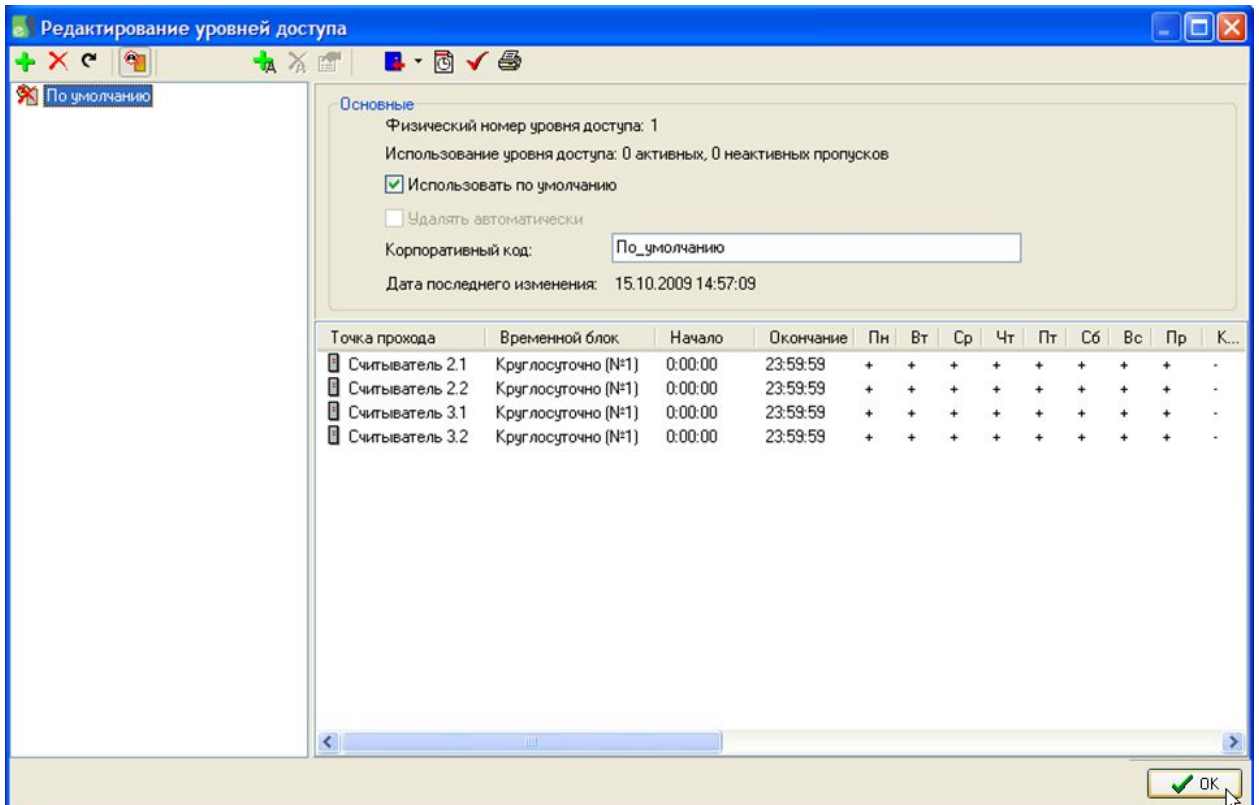 Редактирование уровней доступа
По умолчанию
Основные
Физический номер уровня доступа: 1
Использование уровня доступа: 0 активных, 0 неактивных пропусков
Использовать по умолчанию
Удалять автоматически
Корпоративный код: По_умолчанию
Дата последнего изменения: 15.10.2009 14:57:09
Точка прохода Временной блок Начало Окончание Пн Вт Ср Чт Пт Сб Вс Пр К...
Считыватель 2.1 Круглосуточно (№1) 0:00:00 23:59:59 + + + + + + + + -
Считыватель 2.2 Круглосуточно (№1) 0:00:00 23:59:59 + + + + + + + + -
Считыватель 3.1 Круглосуточно (№1) 0:00:00 23:59:59 + + + + + + + + -
Считыватель 3.2 Круглосуточно (№1) 0:00:00 23:59:59 + + + + + + + + -
OK